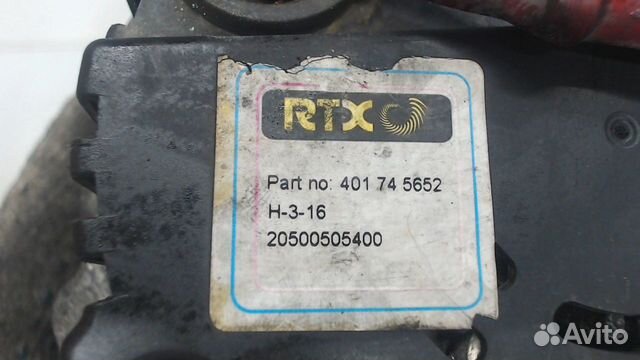 RTX
Part no: 401 74 5652
H-3-16
20500505400
Avito